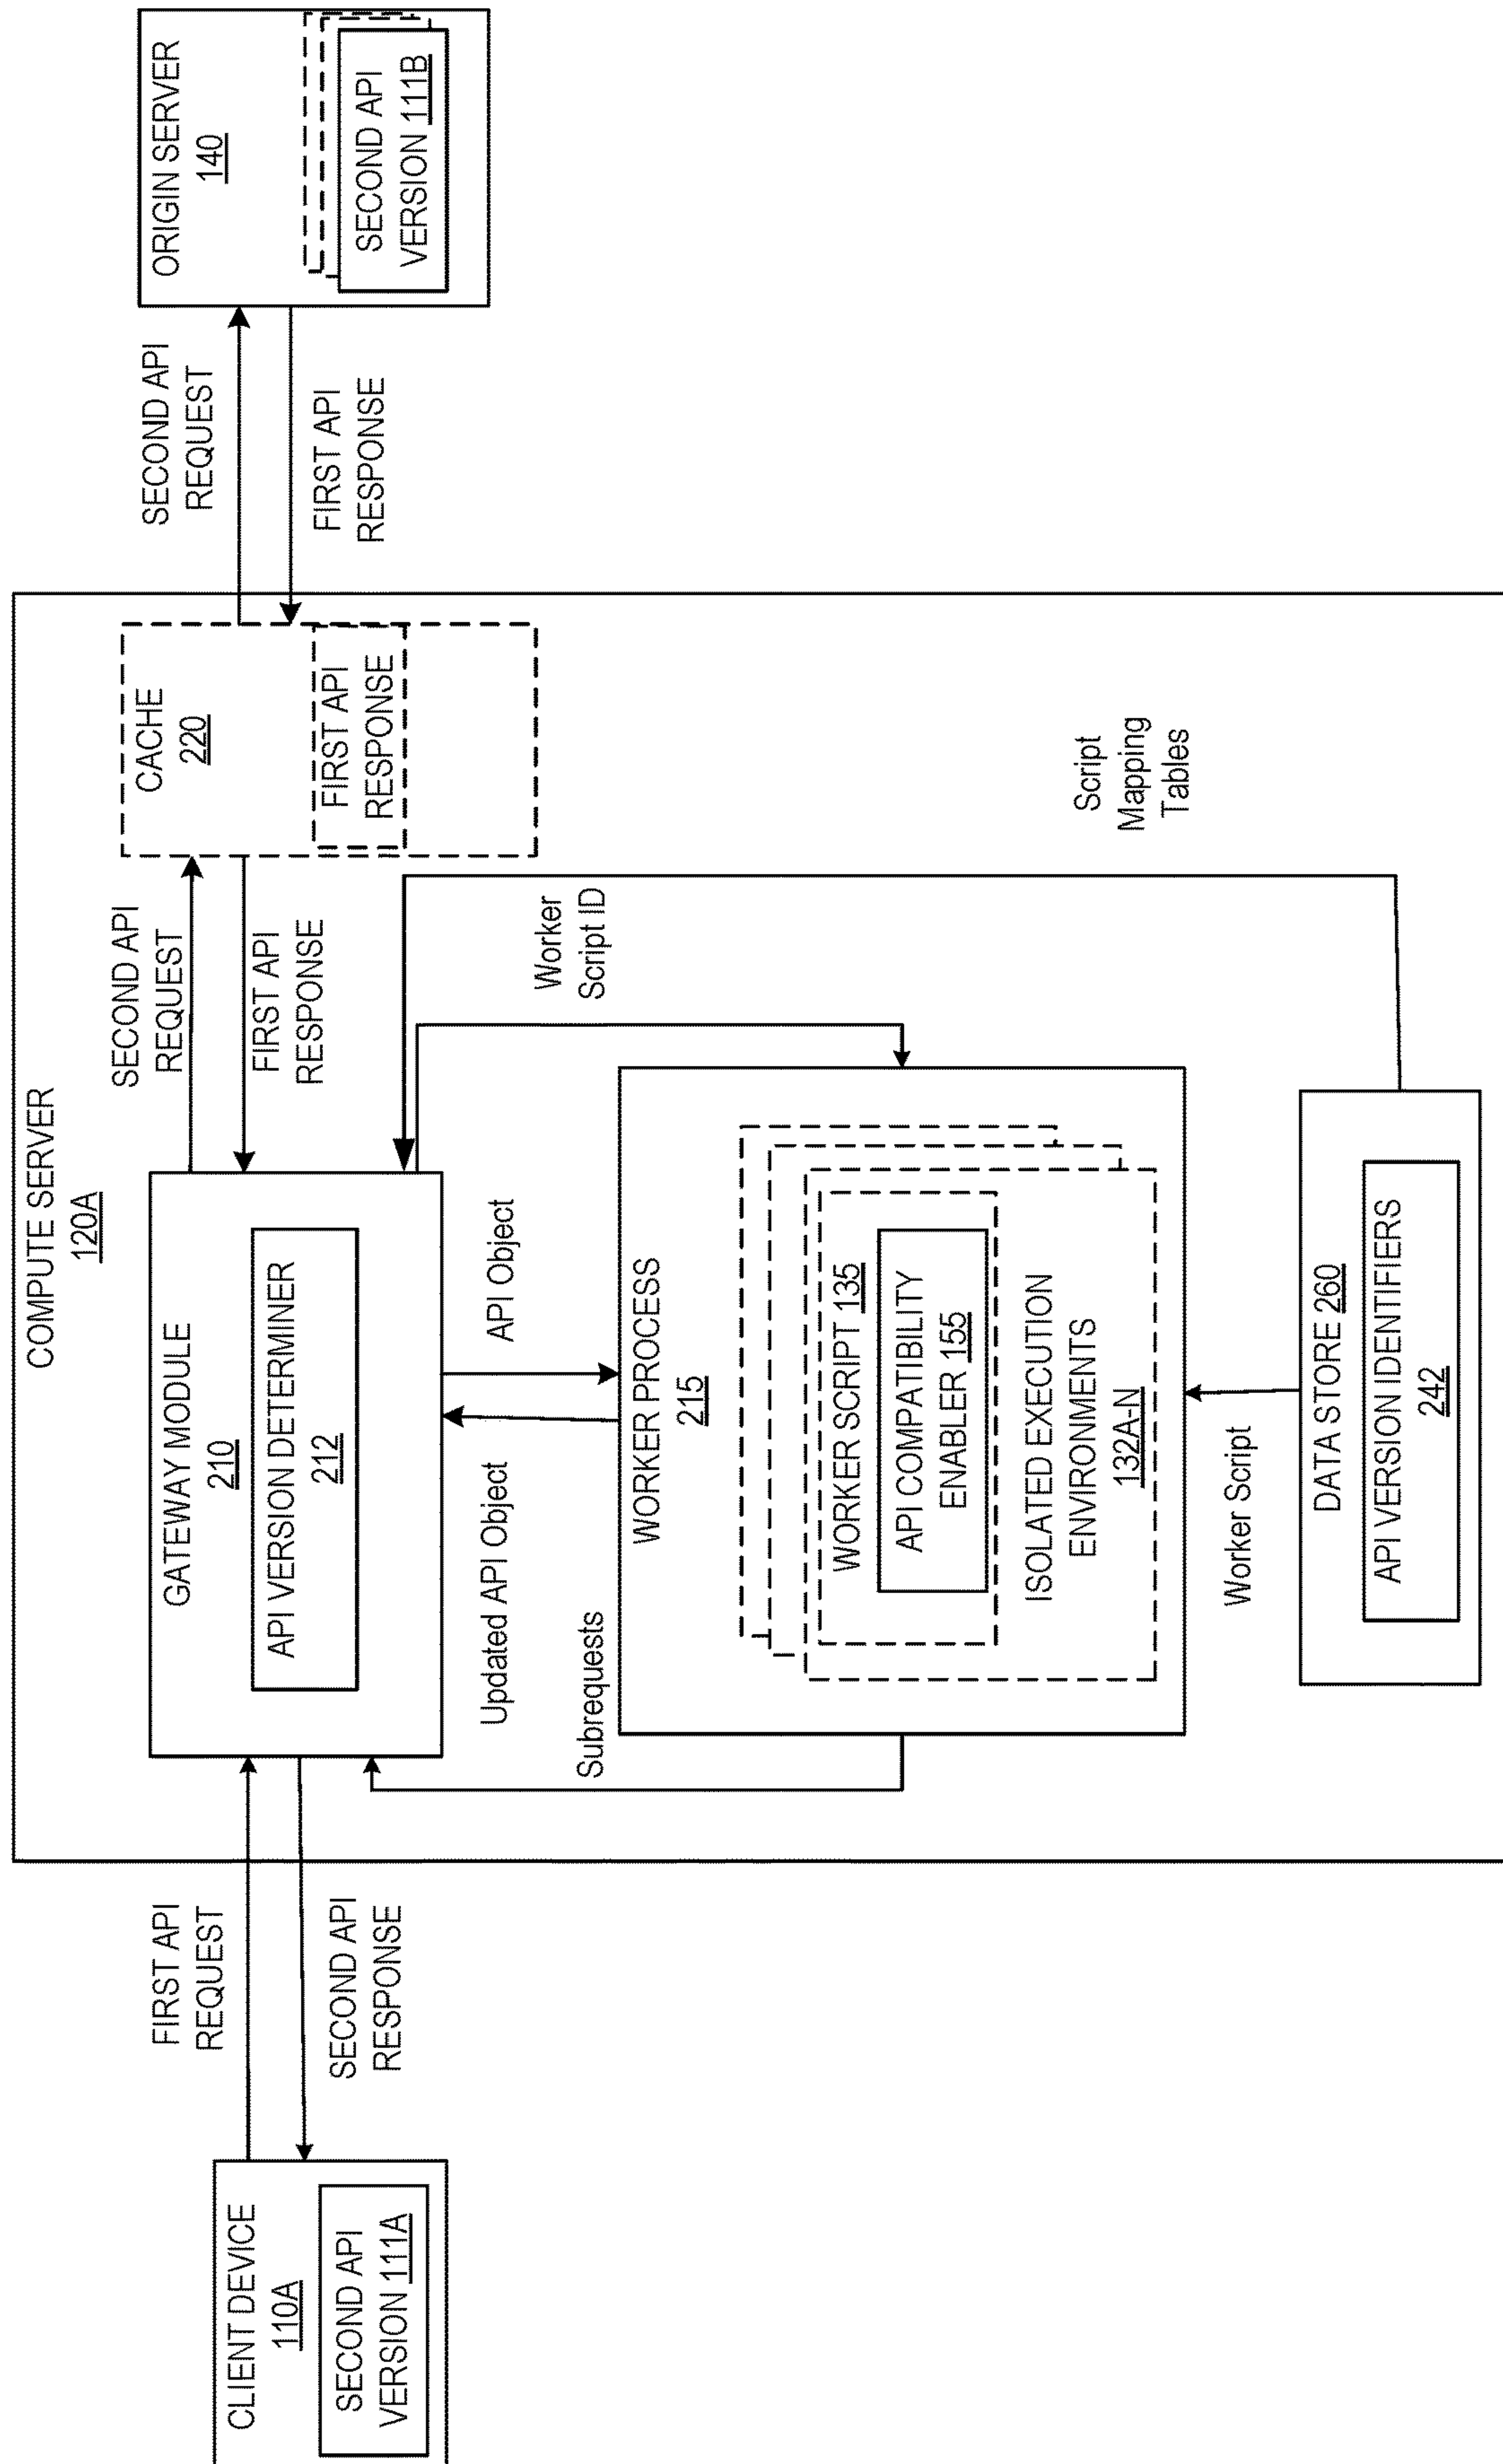 CLIENT DEVICE
110A
SECOND API
VERSION 111A
FIRST API
REQUEST
SECOND API
RESPONSE
COMPUTE SERVER
120A
GATEWAY MODULE
210
API VERSION DETERMINER
212
SECOND API
REQUEST
FIRST API
RESPONSE
CACHE
220
FIRST API
RESPONSE
SECOND API
REQUEST
FIRST API
RESPONSE
ORIGIN SERVER
140
SECOND API
VERSION 111B
Updated API Object
API Object
Subrequests
Worker
Script ID
Script
Mapping
Tables
WORKER PROCESS
215
WORKER SCRIPT 135
API COMPATIBILITY
ENABLER 155
ISOLATED EXECUTION
ENVIRONMENTS
132A-N
Worker Script
DATA STORE 260
API VERSION IDENTIFIERS
242